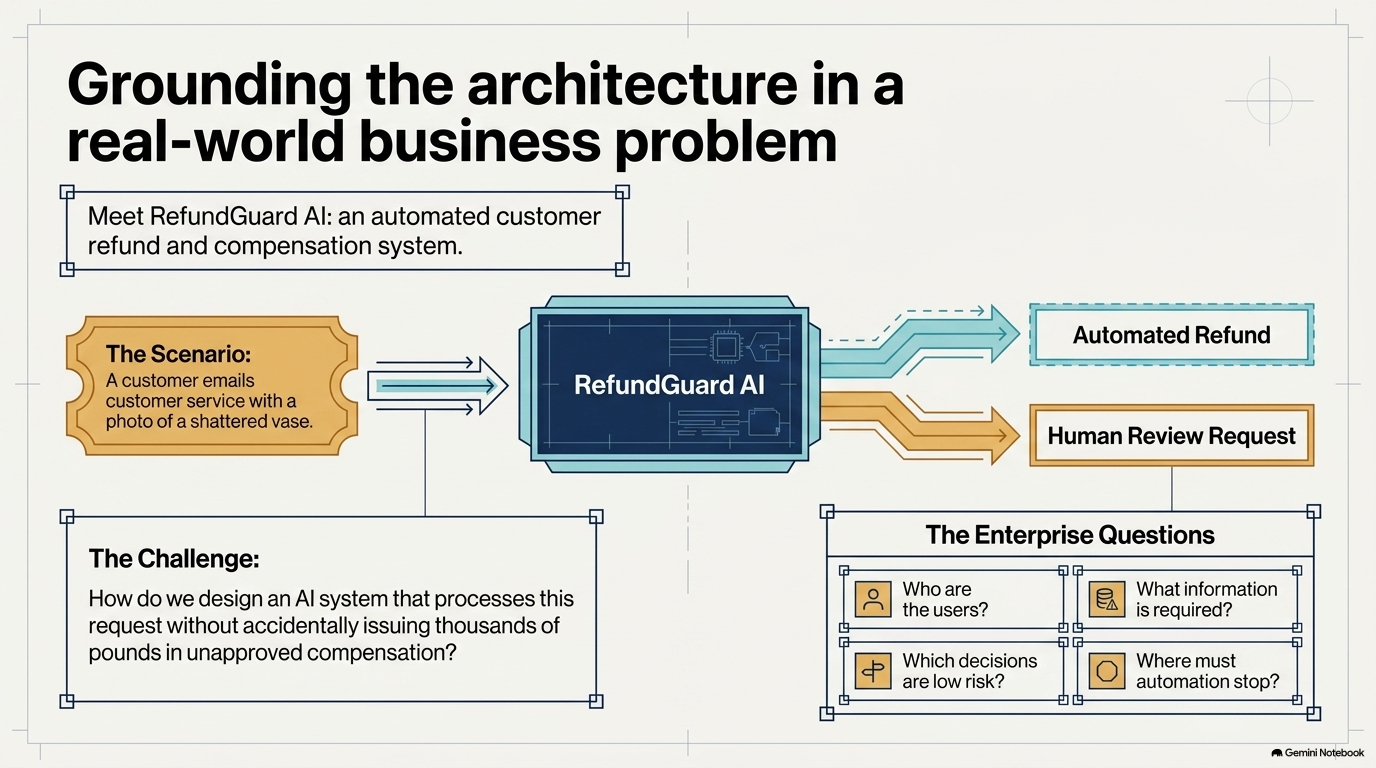 Grounding the architecture in a
real-world business problem
Meet RefundGuard AI: an automated customer
refund and compensation system.
The Scenario:
A customer emails
customer service with a
photo of a shattered vase.
RefundGuard AI
Automated Refund
Human Review Request
The Challenge:
How do we design an AI system that processes this
request without accidentally issuing thousands of
pounds in unapproved compensation?
The Enterprise Questions
Who are
the users?
What information
is required?
Which decisions
are low risk?
Where must
automation stop?
Gemini Notebook